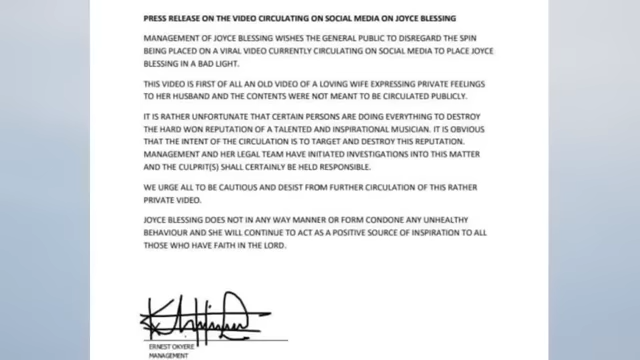 PRESS RELEASE ON THE VIDEO CIRCULATING ON SOCIAL MEDIA ON JOYCE BLESSING
MANAGEMENT OF JOYCE BLESSING WISHES THE GENERAL PUBLIC TO DISREGARD THE SPIN
BEING PLACED ON A VIRAL VIDEO CURRENTLY CIRCULATING ON SOCIAL MEDIA TO PLACE JOYCE
BLESSING IN A BAD LIGHT.
THIS VIDEO IS FIRST OF ALL AN OLD VIDEO OF A LOVING WIFE EXPRESSING PRIVATE FEELINGS
TO HER HUSBAND AND THE CONTENTS WERE NOT MEANT TO BE CIRCULATED PUBLICLY.
IT IS RATHER UNFORTUNATE THAT CERTAIN PERSONS ARE DOING EVERYTHING TO DESTROY
THE HARD WON REPUTATION OF A TALENTED AND INSPIRATIONAL MUSICIAN. IT IS OBVIOUS
THAT THE INTENT OF THE CIRCULATION IS TO TARGET AND DESTROY THIS REPUTATION.
MANAGEMENT AND HER LEGAL TEAM HAVE INITIATED INVESTIGATIONS INTO THIS MATTER
AND THE CULPRIT(S) SHALL CERTAINLY BE HELD RESPONSIBLE.
WE URGE ALL TO BE CAUTIOUS AND DESIST FROM FURTHER CIRCULATION OF THIS RATHER
PRIVATE VIDEO.
JOYCE BLESSING DOES NOT IN ANY WAY MANNER OR FORM CONDONE ANY UNHEALTHY
BEHAVIOUR AND SHE WILL CONTINUE TO ACT AS A POSITIVE SOURCE OF INSPIRATION TO ALL
THOSE WHO HAVE FAITH IN THE LORD.
ERNEST OKYERE
MANAGEMENT